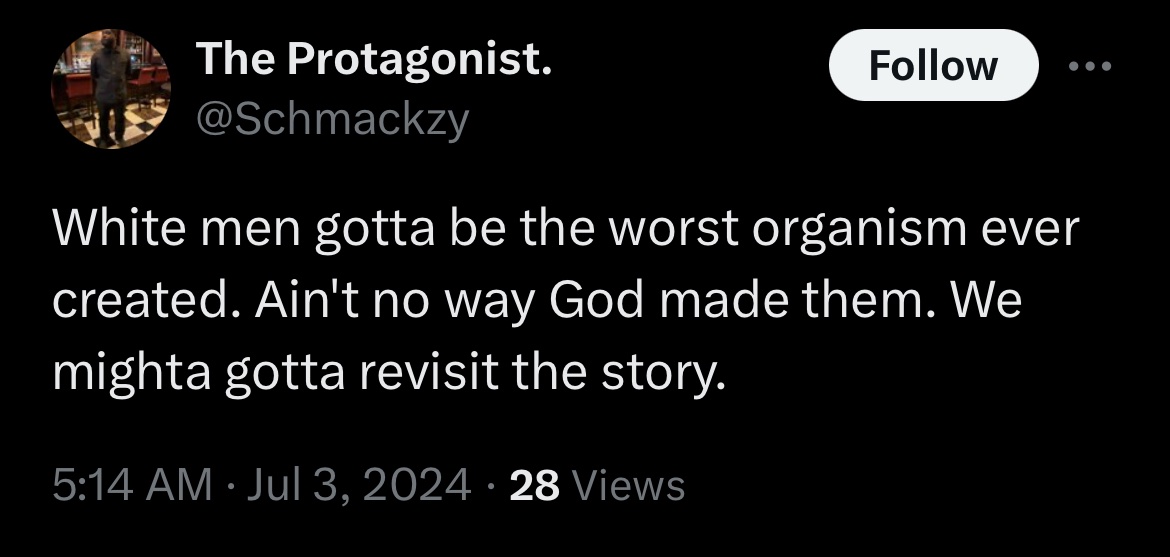 The Protagonist.
Follow
@Schmackzy
White men gotta be the worst organism ever
created. Ain't no way God made them. We
mighta gotta revisit the story.
5:14 AM · Jul 3, 2024 · 28 Views